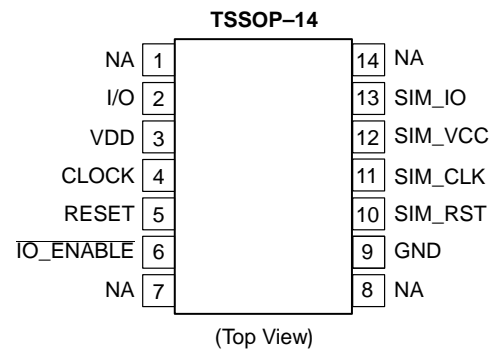 TSSOP–14
NA 1 14 NA
I/O 2 13 SIM_IO
VDD 3 12 SIM_VCC
CLOCK 4 11 SIM_CLK
RESET 5 10 SIM_RST
IO_ENABLE 6 9 GND
NA 7 8 NA
(Top View)